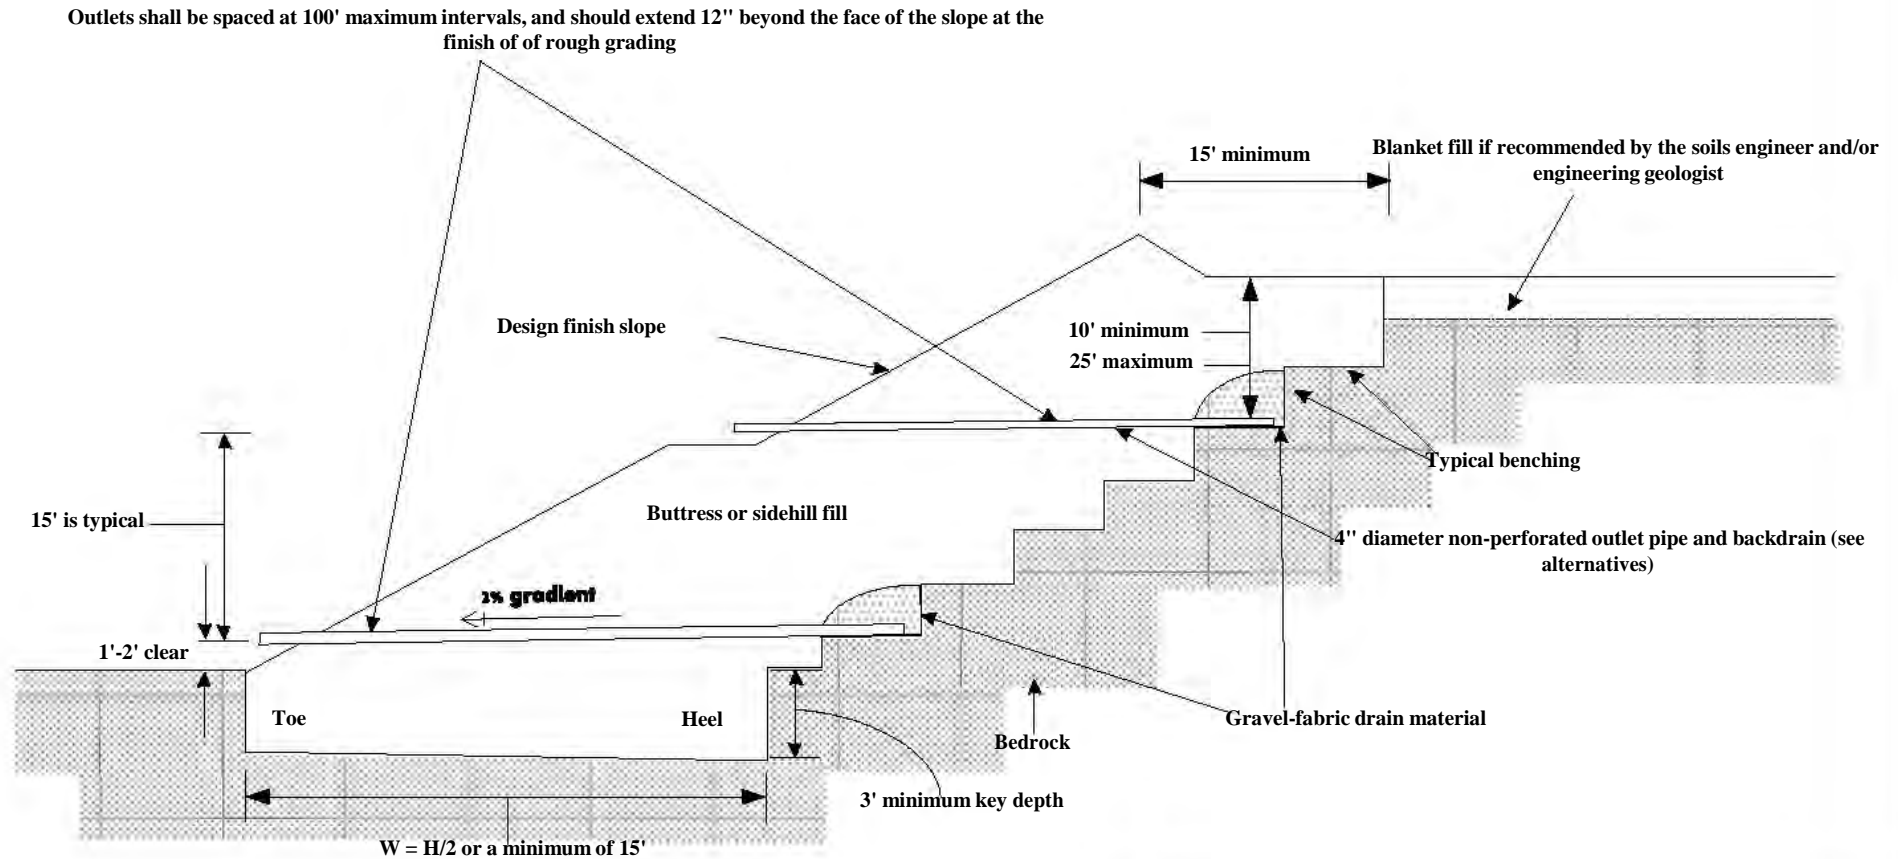 Outlets shall be spaced at 100' maximum intervals, and should extend 12" beyond the face of the slope at the
finish of of rough grading
15' minimum
Blanket fill if recommended by the soils engineer and/or
engineering geologist
Design finish slope
10' minimum
25' maximum
Typical benching
15' is typical
Buttress or sidehill fill
4" diameter non-perforated outlet pipe and backdrain (see
alternatives)
2% gradient
1'-2' clear
Toe
Heel
Gravel-fabric drain material
Bedrock
3' minimum key depth
W = H/2 or a minimum of 15'